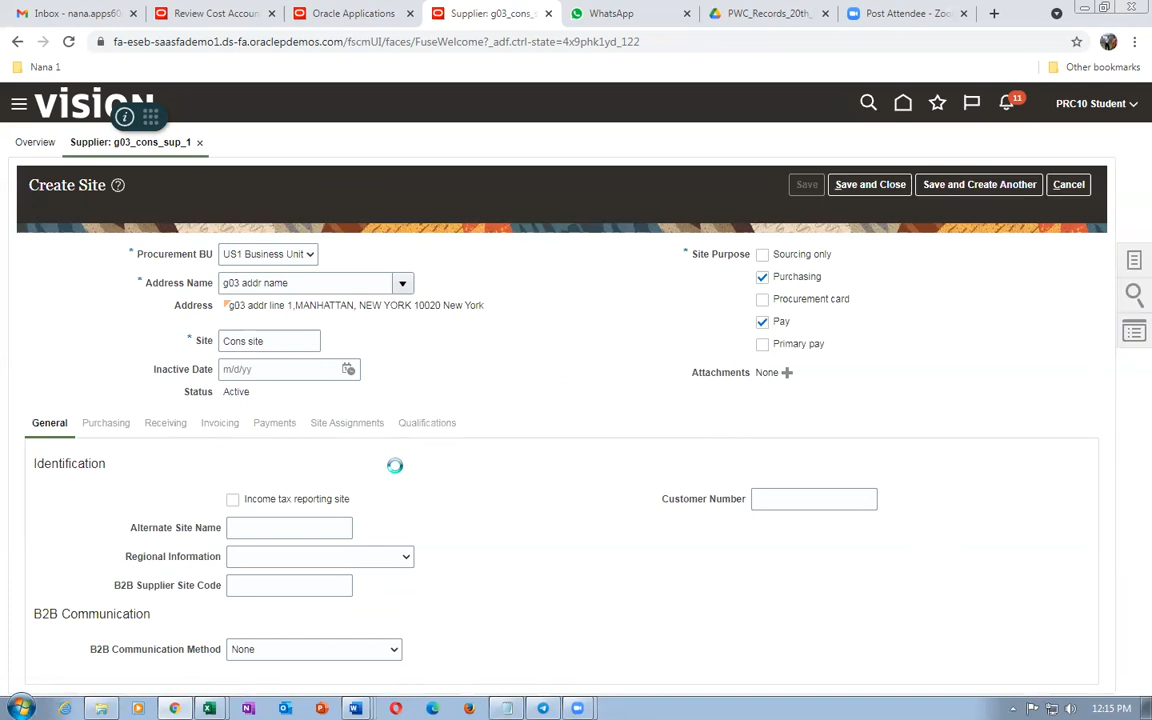 Inbox - nana.apps60
Review Cost Accoun
Oracle Applications
Supplier: g03_cons_s
WhatsApp
PWC_Records_20th_
Post Attendee - Zoo
fa-eseb-saasfademo1.ds-fa.oraclepdemos.com/fscmUI/faces/FuseWelcome?_adf.ctrl-state=4x9phk1yd_122
Nana 1
Other bookmarks
vision
11
PRC10 Student
Overview
Supplier: g03_cons_sup_1
Create Site
Save
Save and Close
Save and Create Another
Cancel
* Procurement BU US1 Business Unit
* Address Name g03 addr name
Address g03 addr line 1,MANHATTAN, NEW YORK 10020 New York
* Site Cons site
Inactive Date m/d/yy
Status Active
* Site Purpose Sourcing only
Purchasing
Procurement card
Pay
Primary pay
Attachments None
General Purchasing Receiving Invoicing Payments Site Assignments Qualifications
Identification
Income tax reporting site
Customer Number
Alternate Site Name
Regional Information
B2B Supplier Site Code
B2B Communication
B2B Communication Method None
12:15 PM